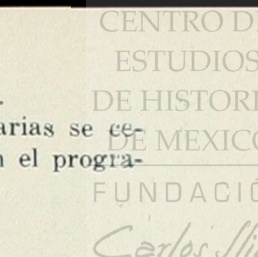 CENTRO D
ESTUDIOS
DE HISTORI
DE MEXICO
FUNDACIÓ
Carlos Sli
arias se ce-
el progra-